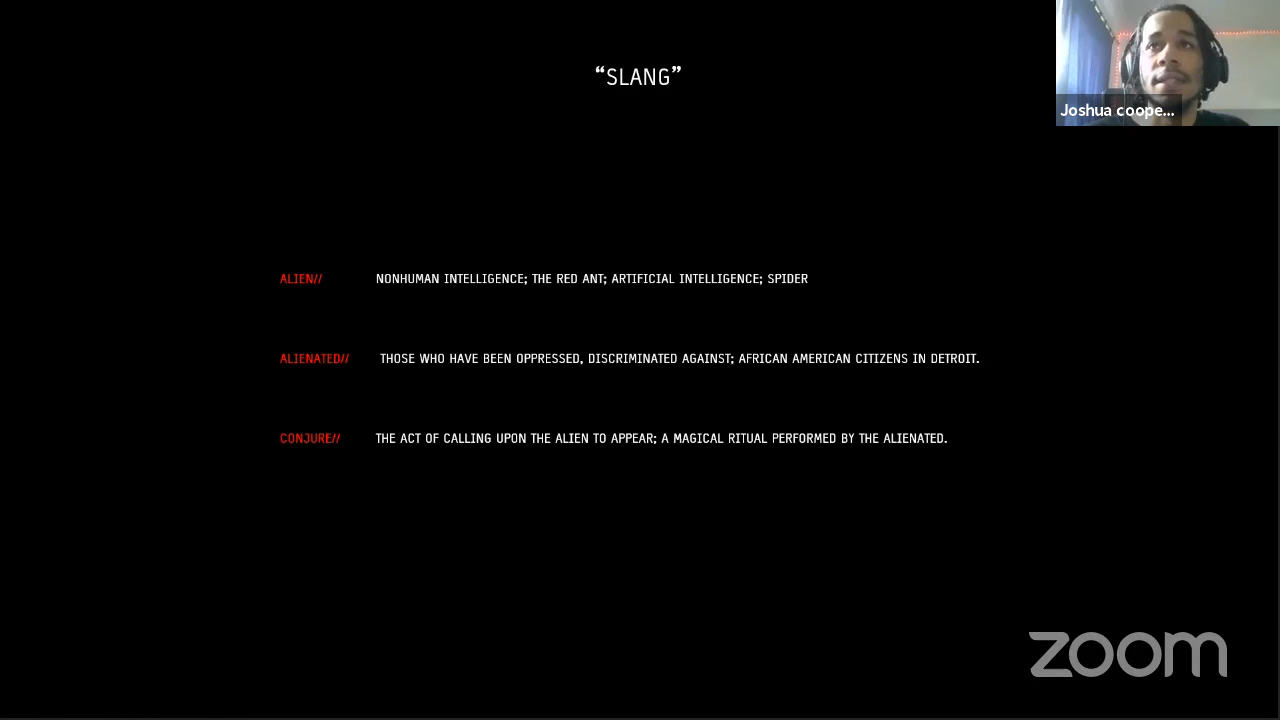 “SLANG”
Joshua coope...
ALIEN// NONHUMAN INTELLIGENCE; THE RED ANT; ARTIFICIAL INTELLIGENCE; SPIDER
ALIENATED// THOSE WHO HAVE BEEN OPPRESSED, DISCRIMINATED AGAINST; AFRICAN AMERICAN CITIZENS IN DETROIT.
CONJURE// THE ACT OF CALLING UPON THE ALIEN TO APPEAR; A MAGICAL RITUAL PERFORMED BY THE ALIENATED.
zoom